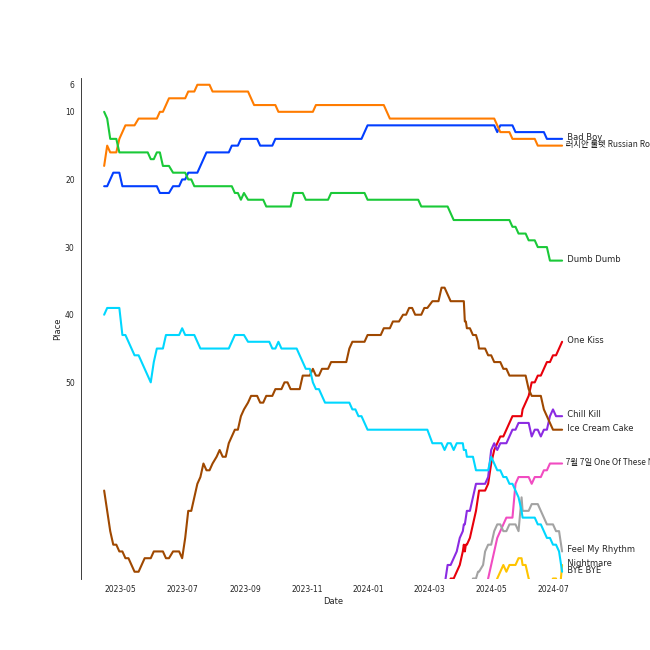 6
10
20
30
40
50
Place
2023-05
2023-07
2023-09
2023-11
2024-01
2024-03
2024-05
2024-07
Date
Bad Boy
러시안 룰렛 Russian Ro
Dumb Dumb
One Kiss
Chill Kill
Ice Cream Cake
7월 7일 One Of These N
Feel My Rhythm
Nightmare
BYE BYE